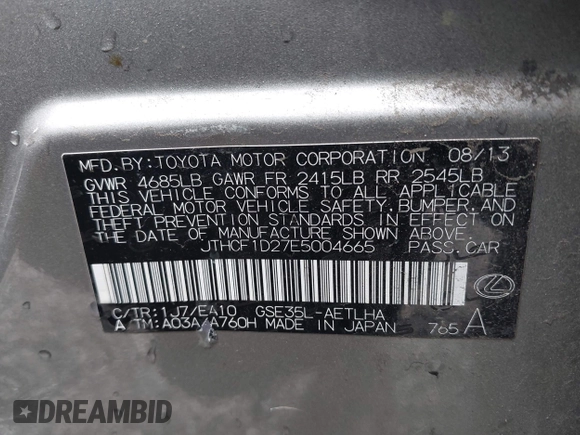 MFD.BY:TOYOTA MOTOR CORPORATION 08/13
GVWR 4685LB GAWR FR 2415LB RR 2545LB
THIS VEHICLE CONFORMS TO ALL APPLICABLE
FEDERAL MOTOR VEHICLE SAFETY,BUMPER,AND
THEFT PREVENTION STANDARDS IN EFFECT ON
THE DATE OF MANUFACTURE SHOWN ABOVE.
JTHCF1D27E5004665 PASS.CAR
C/TR:1J7/EA10 GSE35L-AETLHA
A/TM:A03A/A760H MADE IN JAPAN 765 A
DREAMBID